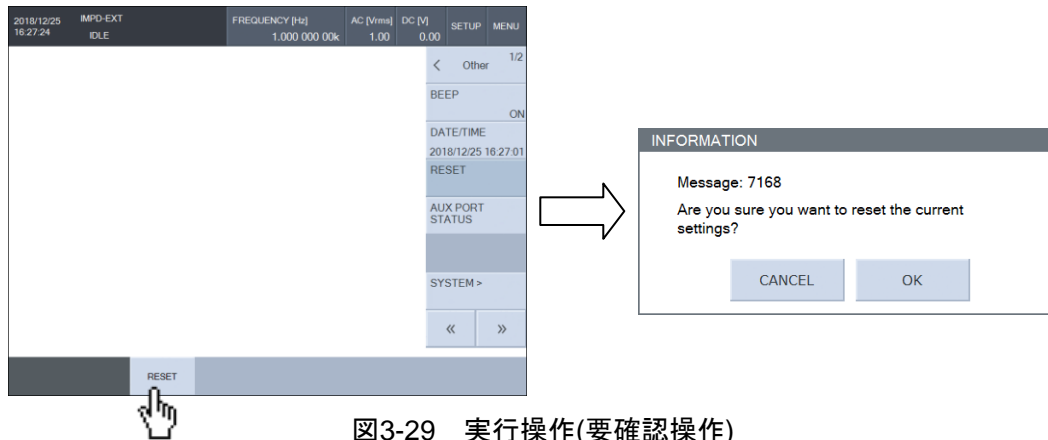 2018/12/25 IMPD-EXT FREQUENCY [Hz] AC [Vrms] DC [V] SETUP MENU
16:27:24 IDLE 1.000 000 00k 1.00 0.00
< Other 1/2
BEEP
ON
DATE/TIME
2018/12/25 16:27:01
RESET
AUX PORT
STATUS
SYSTEM >
« »
RESET
INFORMATION
Message: 7168
Are you sure you want to reset the current
settings?
CANCEL OK
図3-29 実行操作(要確認操作)